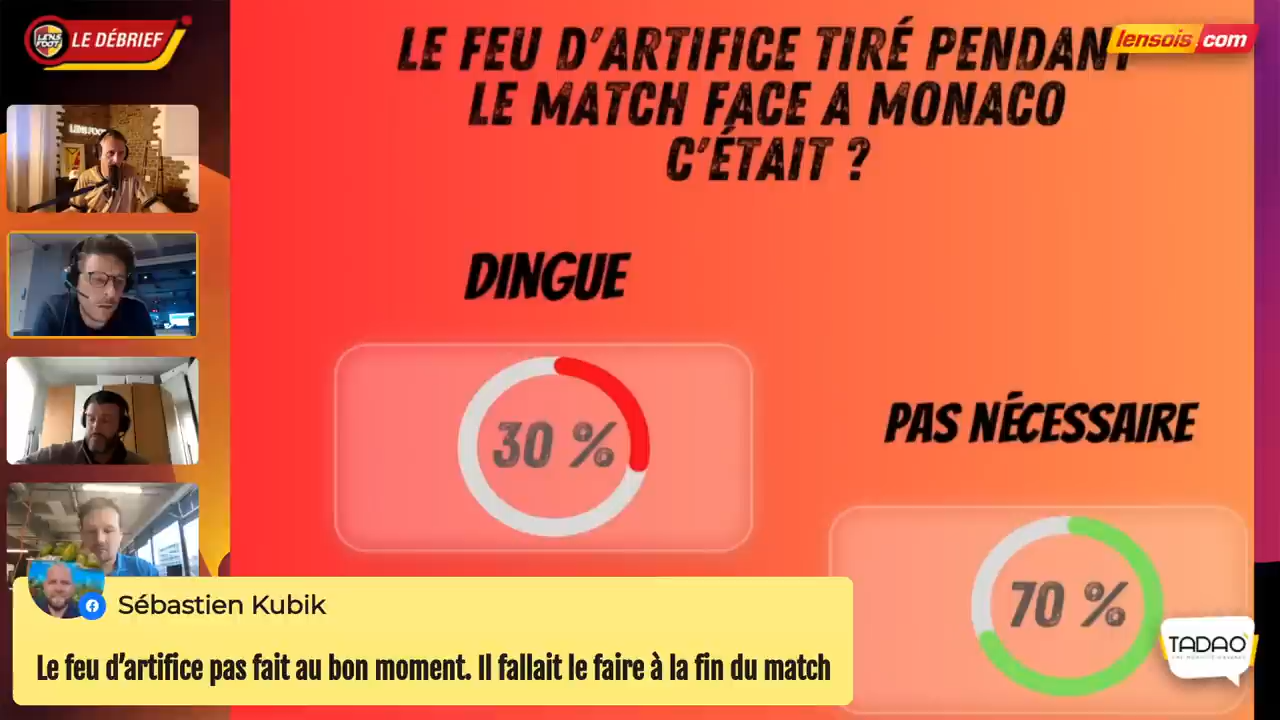 LENS FOOT LE DÉBRIEF
lensois.com
LE FEU D'ARTIFICE TIRÉ PENDANT
LE MATCH FACE A MONACO
C'ÉTAIT ?
DINGUE
30 %
PAS NÉCESSAIRE
70 %
Sébastien Kubik
Le feu d'artifice pas fait au bon moment. Il fallait le faire à la fin du match
TADAO